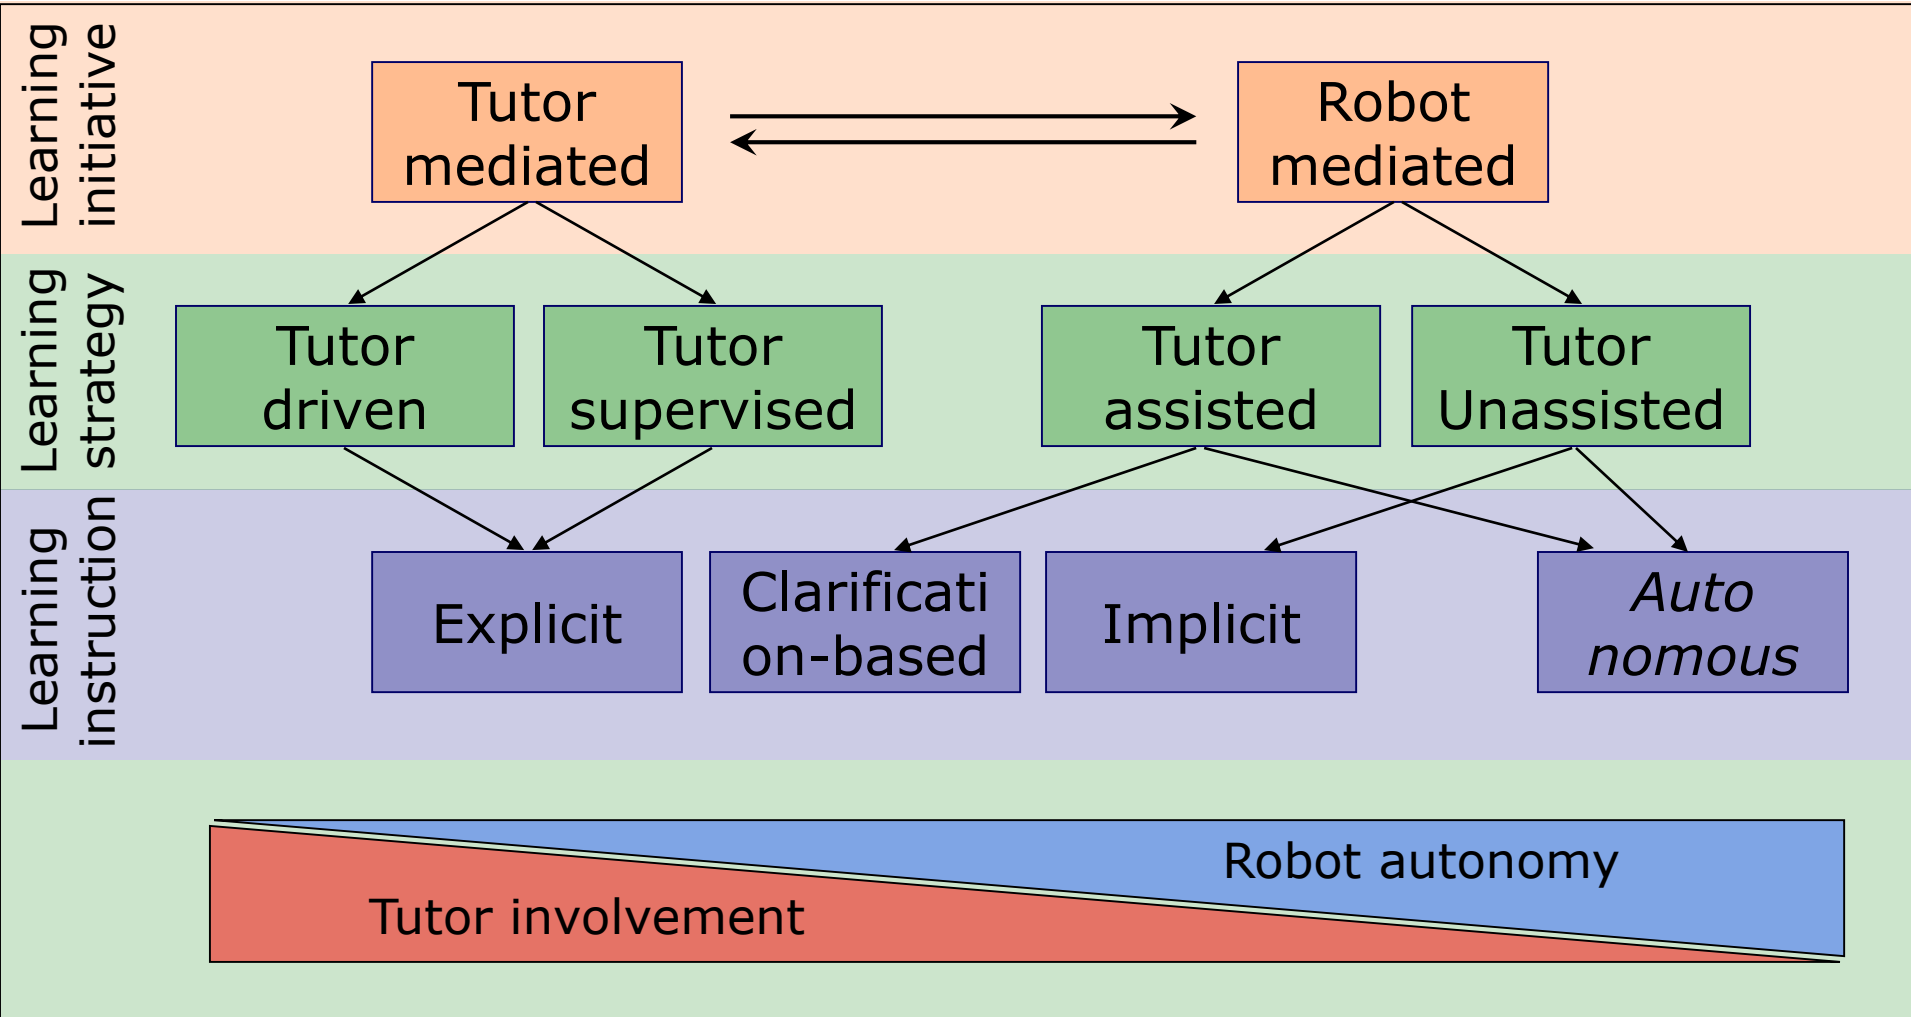 Learning
initiative
Tutor
mediated
Robot
mediated
Learning
strategy
Tutor
driven
Tutor
supervised
Tutor
assisted
Tutor
Unassisted
Learning
instruction
Explicit
Clarificati
on-based
Implicit
Auto
nomous
Robot autonomy
Tutor involvement